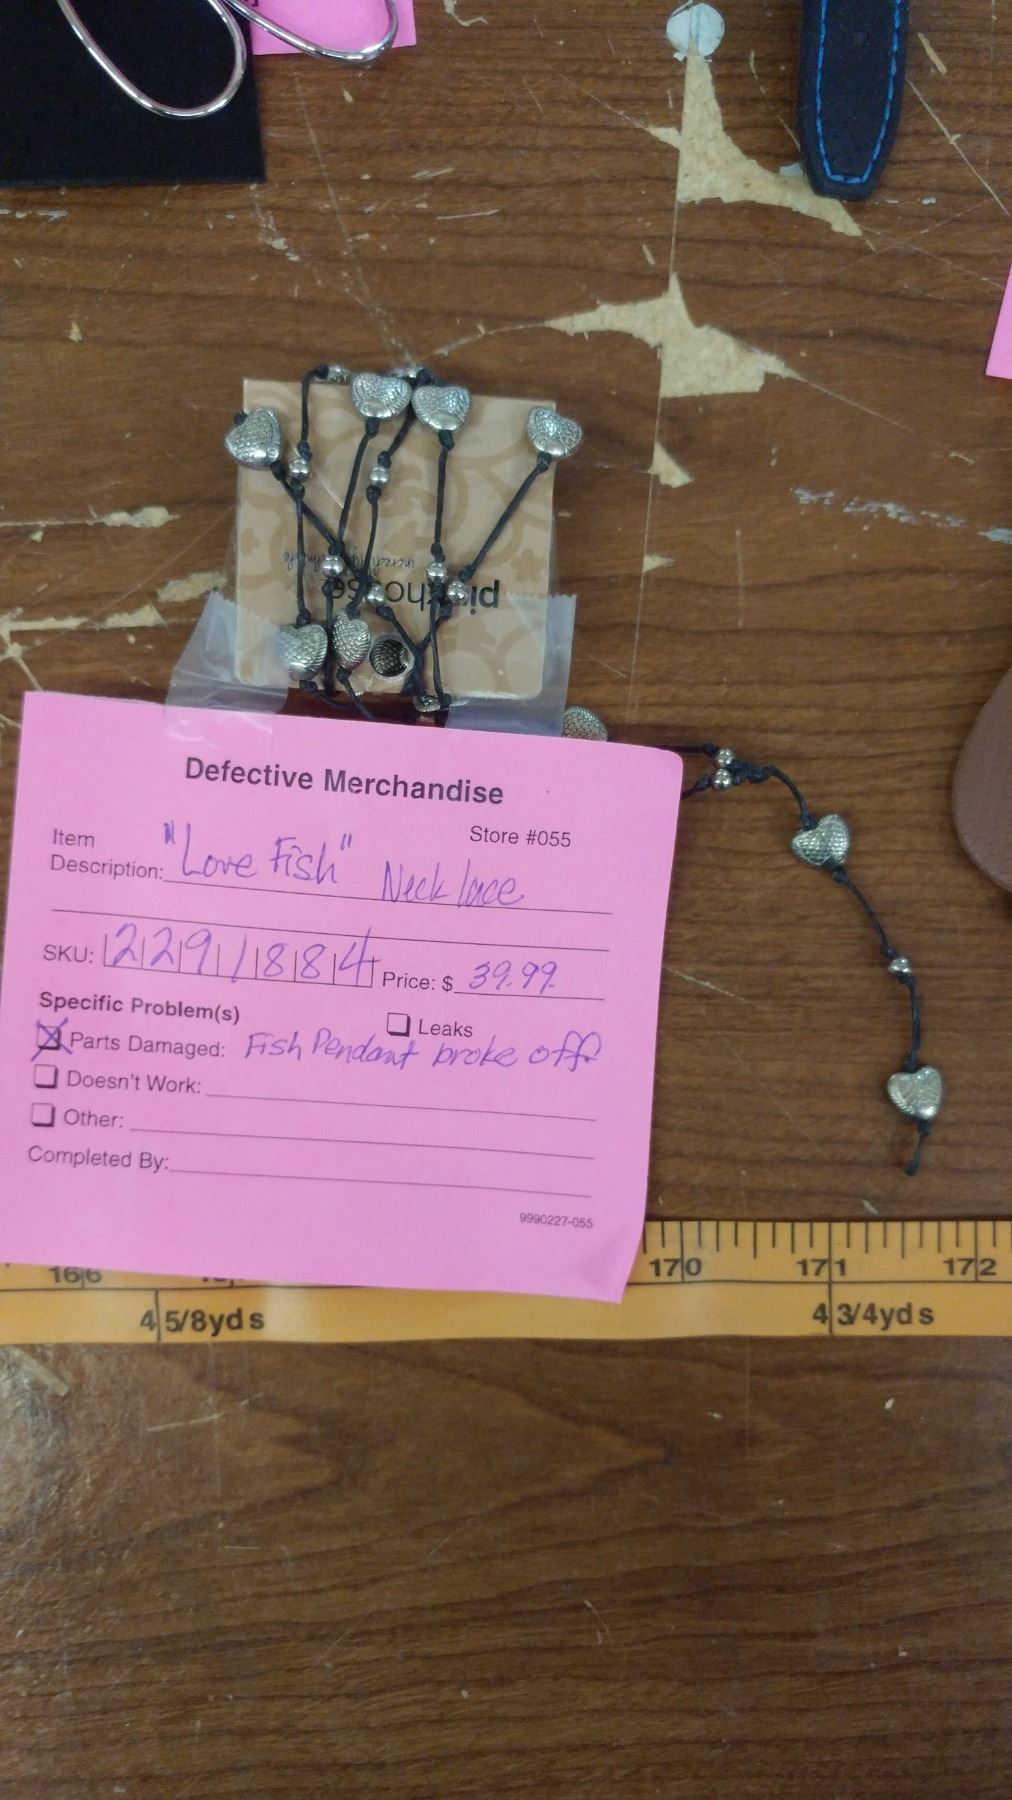 Defective Merchandise
Item Description: "Love Fish" Necklace
Store #055
SKU: 2291884 Price: $ 39.99
Specific Problem(s)
☐ Leaks
☒ Parts Damaged: Fish Pendant broke off
☐ Doesn't Work:
☐ Other:
Completed By:
9990227-055
166 170 171 172
4 5/8yds 4 3/4yds